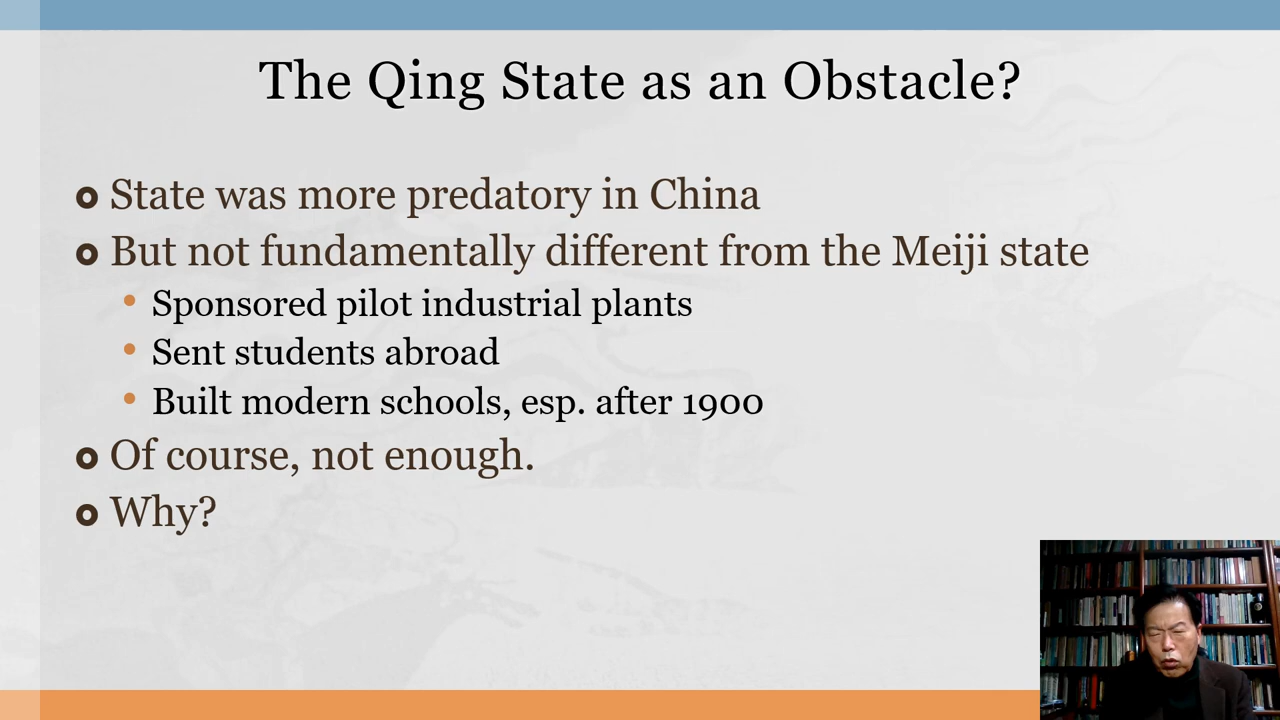 The Qing State as an Obstacle?
State was more predatory in China
But not fundamentally different from the Meiji state
Sponsored pilot industrial plants
Sent students abroad
Built modern schools, esp. after 1900
Of course, not enough.
Why?